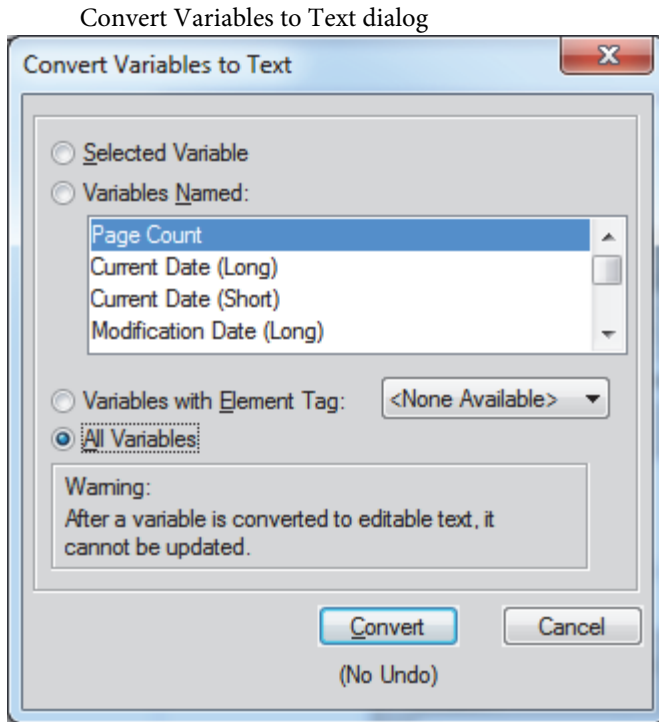 Convert Variables to Text dialog
Convert Variables to Text
Selected Variable
Variables Named:
Page Count
Current Date (Long)
Current Date (Short)
Modification Date (Long)
Variables with Element Tag: <None Available>
All Variables
Warning:
After a variable is converted to editable text, it
cannot be updated.
Convert Cancel
(No Undo)